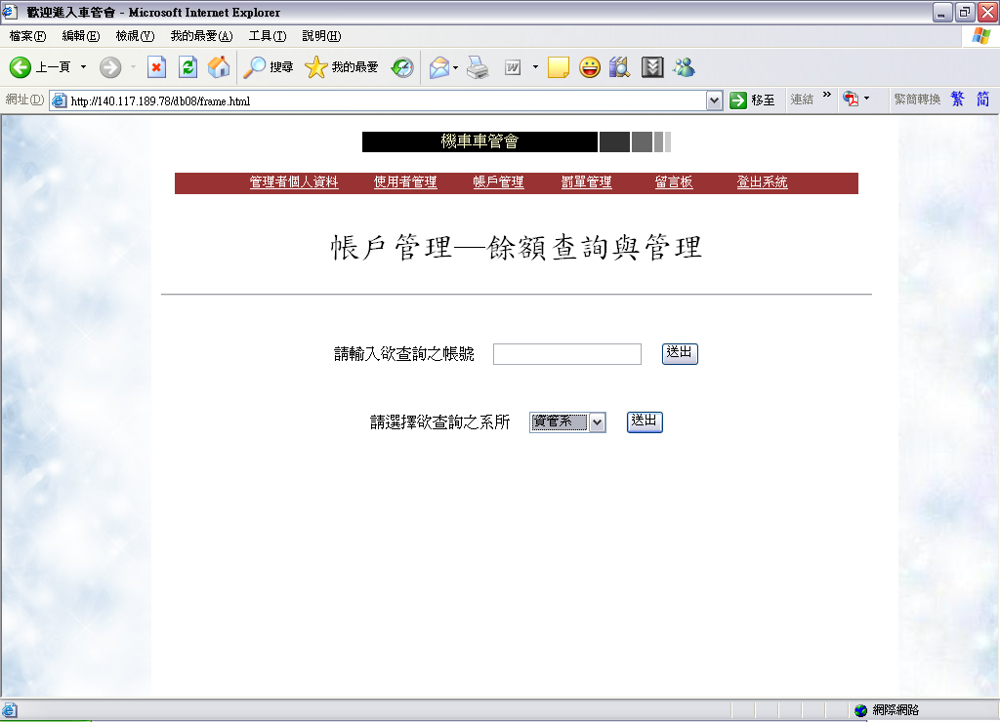 歡迎進入車管會 - Microsoft Internet Explorer
檔案(F) 編輯(E) 檢視(V) 我的最愛(A) 工具(T) 說明(H)
上一頁 搜尋 我的最愛
網址(D) http://140.117.189.78/db08/frame.html 移至 連結 » 繁簡轉換 繁 简
機車車管會
管理者個人資料 使用者管理 帳戶管理 罰單管理 留言板 登出系統
帳戶管理—餘額查詢與管理
請輸入欲查詢之帳號 送出
請選擇欲查詢之系所 資管系 送出
網際網路